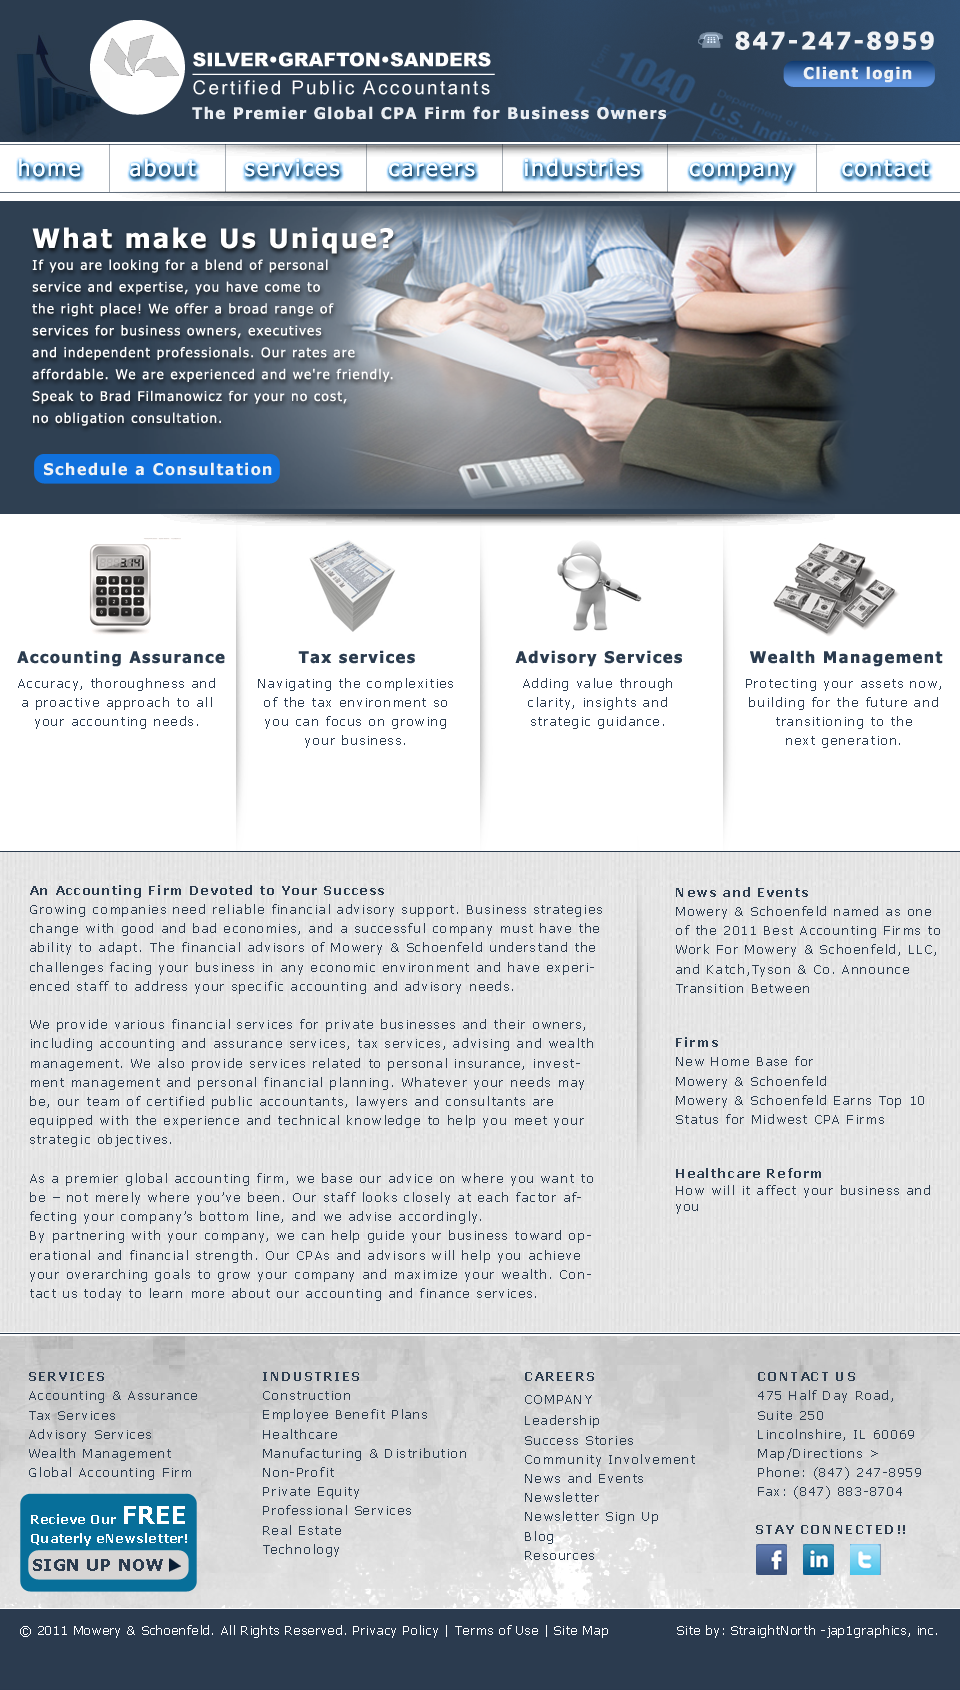 SILVER•GRAFTON•SANDERS
Certified Public Accountants
The Premier Global CPA Firm for Business Owners
847-247-8959
Client login
1040
home
about
services
careers
industries
company
contact
What make Us Unique?
If you are looking for a blend of personal
service and expertise, you have come to
the right place! We offer a broad range of
services for business owners, executives
and independent professionals. Our rates are
affordable. We are experienced and we're friendly.
Speak to Brad Filmanowicz for your no cost,
no obligation consultation.
Schedule a Consultation
3.14
Accounting Assurance
Accuracy, thoroughness and
a proactive approach to all
your accounting needs.
Tax services
Navigating the complexities
of the tax environment so
you can focus on growing
your business.
Advisory Services
Adding value through
clarity, insights and
strategic guidance.
Wealth Management
Protecting your assets now,
building for the future and
transitioning to the
next generation.
An Accounting Firm Devoted to Your Success
Growing companies need reliable financial advisory support. Business strategies
change with good and bad economies, and a successful company must have the
ability to adapt. The financial advisors of Mowery & Schoenfeld understand the
challenges facing your business in any economic environment and have experi-
enced staff to address your specific accounting and advisory needs.
We provide various financial services for private businesses and their owners,
including accounting and assurance services, tax services, advising and wealth
management. We also provide services related to personal insurance, invest-
ment management and personal financial planning. Whatever your needs may
be, our team of certified public accountants, lawyers and consultants are
equipped with the experience and technical knowledge to help you meet your
strategic objectives.
As a premier global accounting firm, we base our advice on where you want to
be – not merely where you’ve been. Our staff looks closely at each factor af-
fecting your company’s bottom line, and we advise accordingly.
By partnering with your company, we can help guide your business toward op-
erational and financial strength. Our CPAs and advisors will help you achieve
your overarching goals to grow your company and maximize your wealth. Con-
tact us today to learn more about our accounting and finance services.
News and Events
Mowery & Schoenfeld named as one
of the 2011 Best Accounting Firms to
Work For Mowery & Schoenfeld, LLC,
and Katch,Tyson & Co. Announce
Transition Between
Firms
New Home Base for
Mowery & Schoenfeld
Mowery & Schoenfeld Earns Top 10
Status for Midwest CPA Firms
Healthcare Reform
How will it affect your business and
you
SERVICES
Accounting & Assurance
Tax Services
Advisory Services
Wealth Management
Global Accounting Firm
Recieve Our FREE
Quaterly eNewsletter!
SIGN UP NOW ▶
INDUSTRIES
Construction
Employee Benefit Plans
Healthcare
Manufacturing & Distribution
Non-Profit
Private Equity
Professional Services
Real Estate
Technology
CAREERS
COMPANY
Leadership
Success Stories
Community Involvement
News and Events
Newsletter
Newsletter Sign Up
Blog
Resources
CONTACT US
475 Half Day Road,
Suite 250
Lincolnshire, IL 60069
Map/Directions >
Phone: (847) 247-8959
Fax: (847) 883-8704
STAY CONNECTED!!
f in t
© 2011 Mowery & Schoenfeld. All Rights Reserved. Privacy Policy | Terms of Use | Site Map
Site by: StraightNorth -jap1graphics, inc.